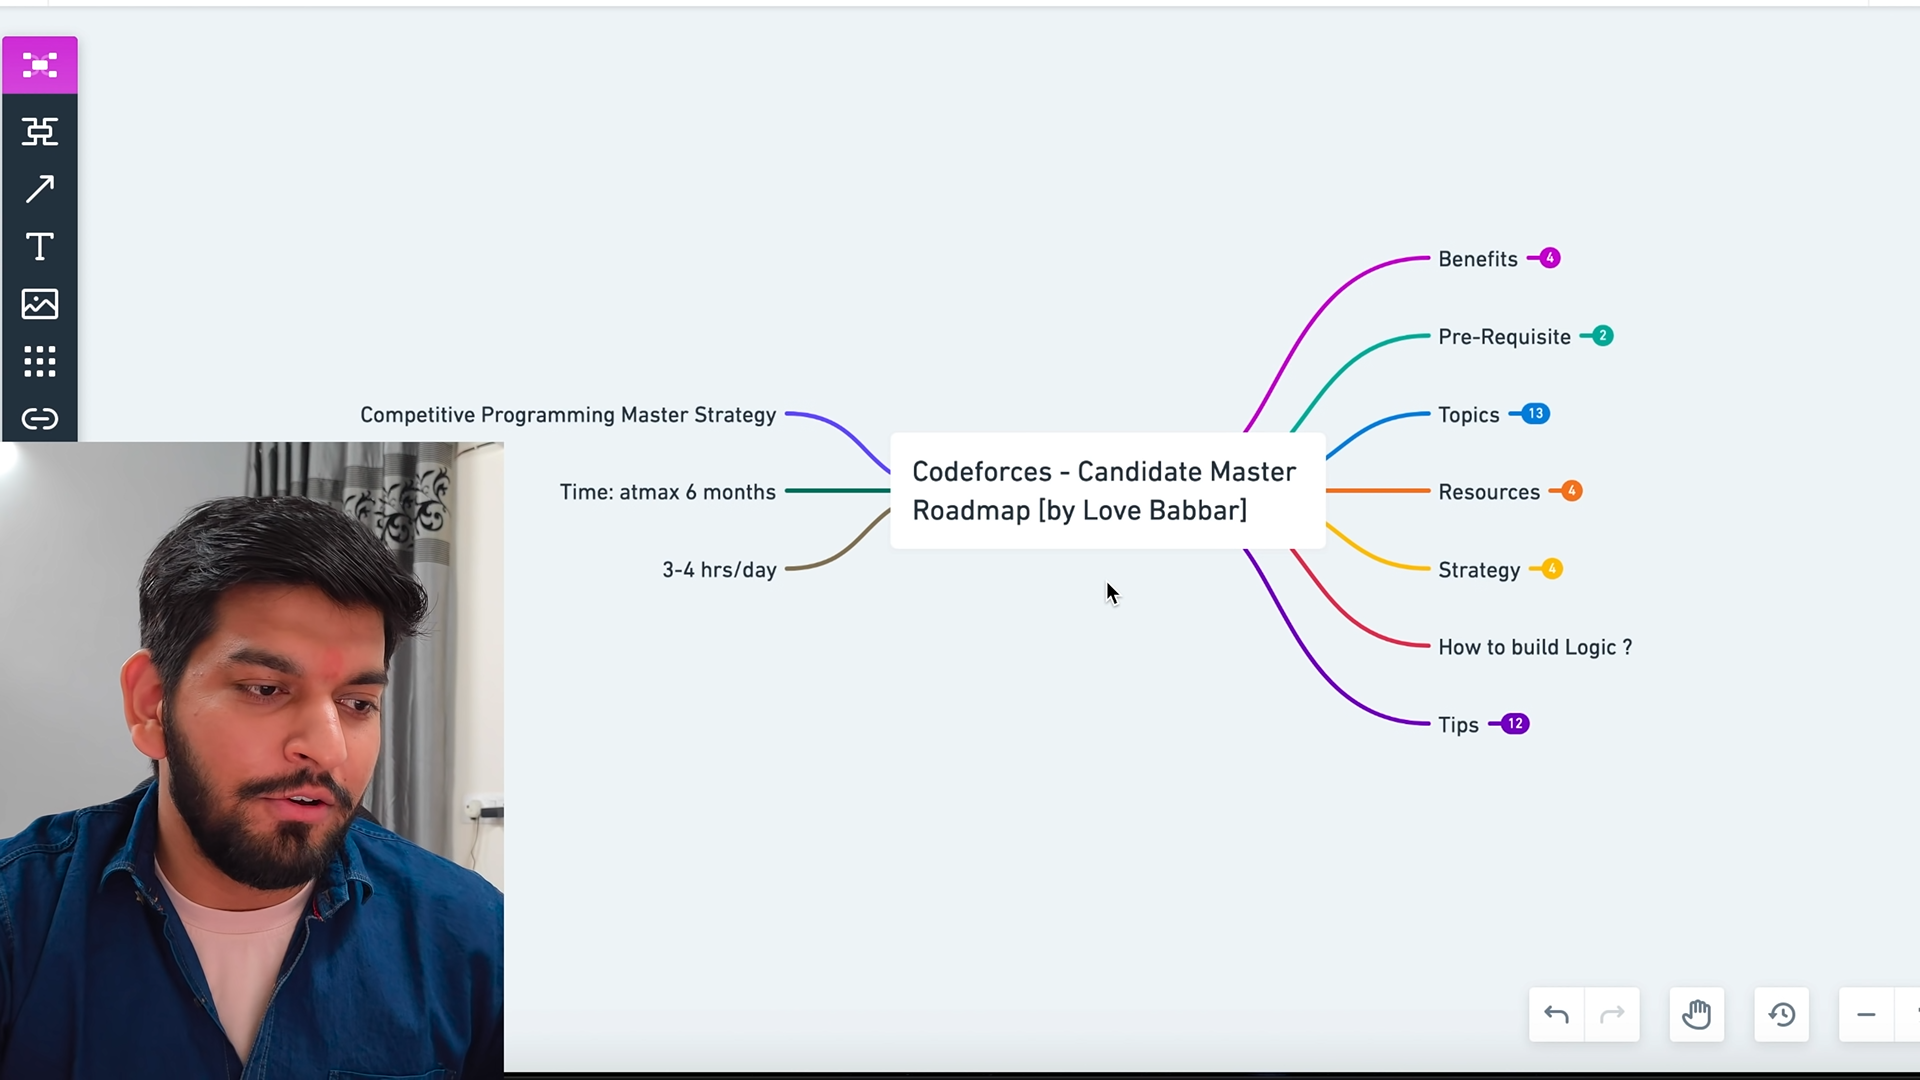 Competitive Programming Master Strategy
Time: atmax 6 months
3-4 hrs/day
Codeforces - Candidate Master
Roadmap [by Love Babbar]
Benefits 4
Pre-Requisite 2
Topics 13
Resources 4
Strategy 4
How to build Logic ?
Tips 12